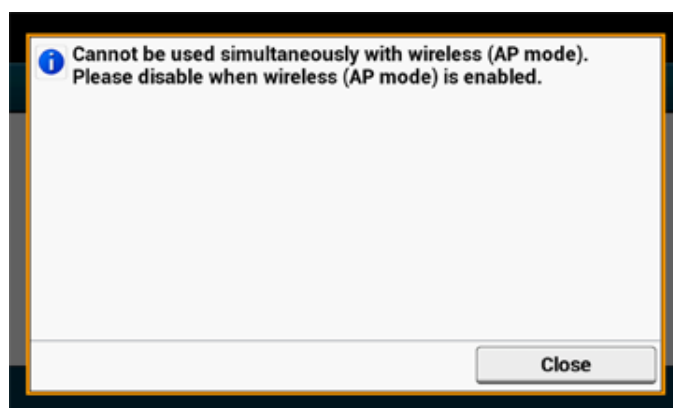 Cannot be used simultaneously with wireless (AP mode).
Please disable when wireless (AP mode) is enabled.
Close